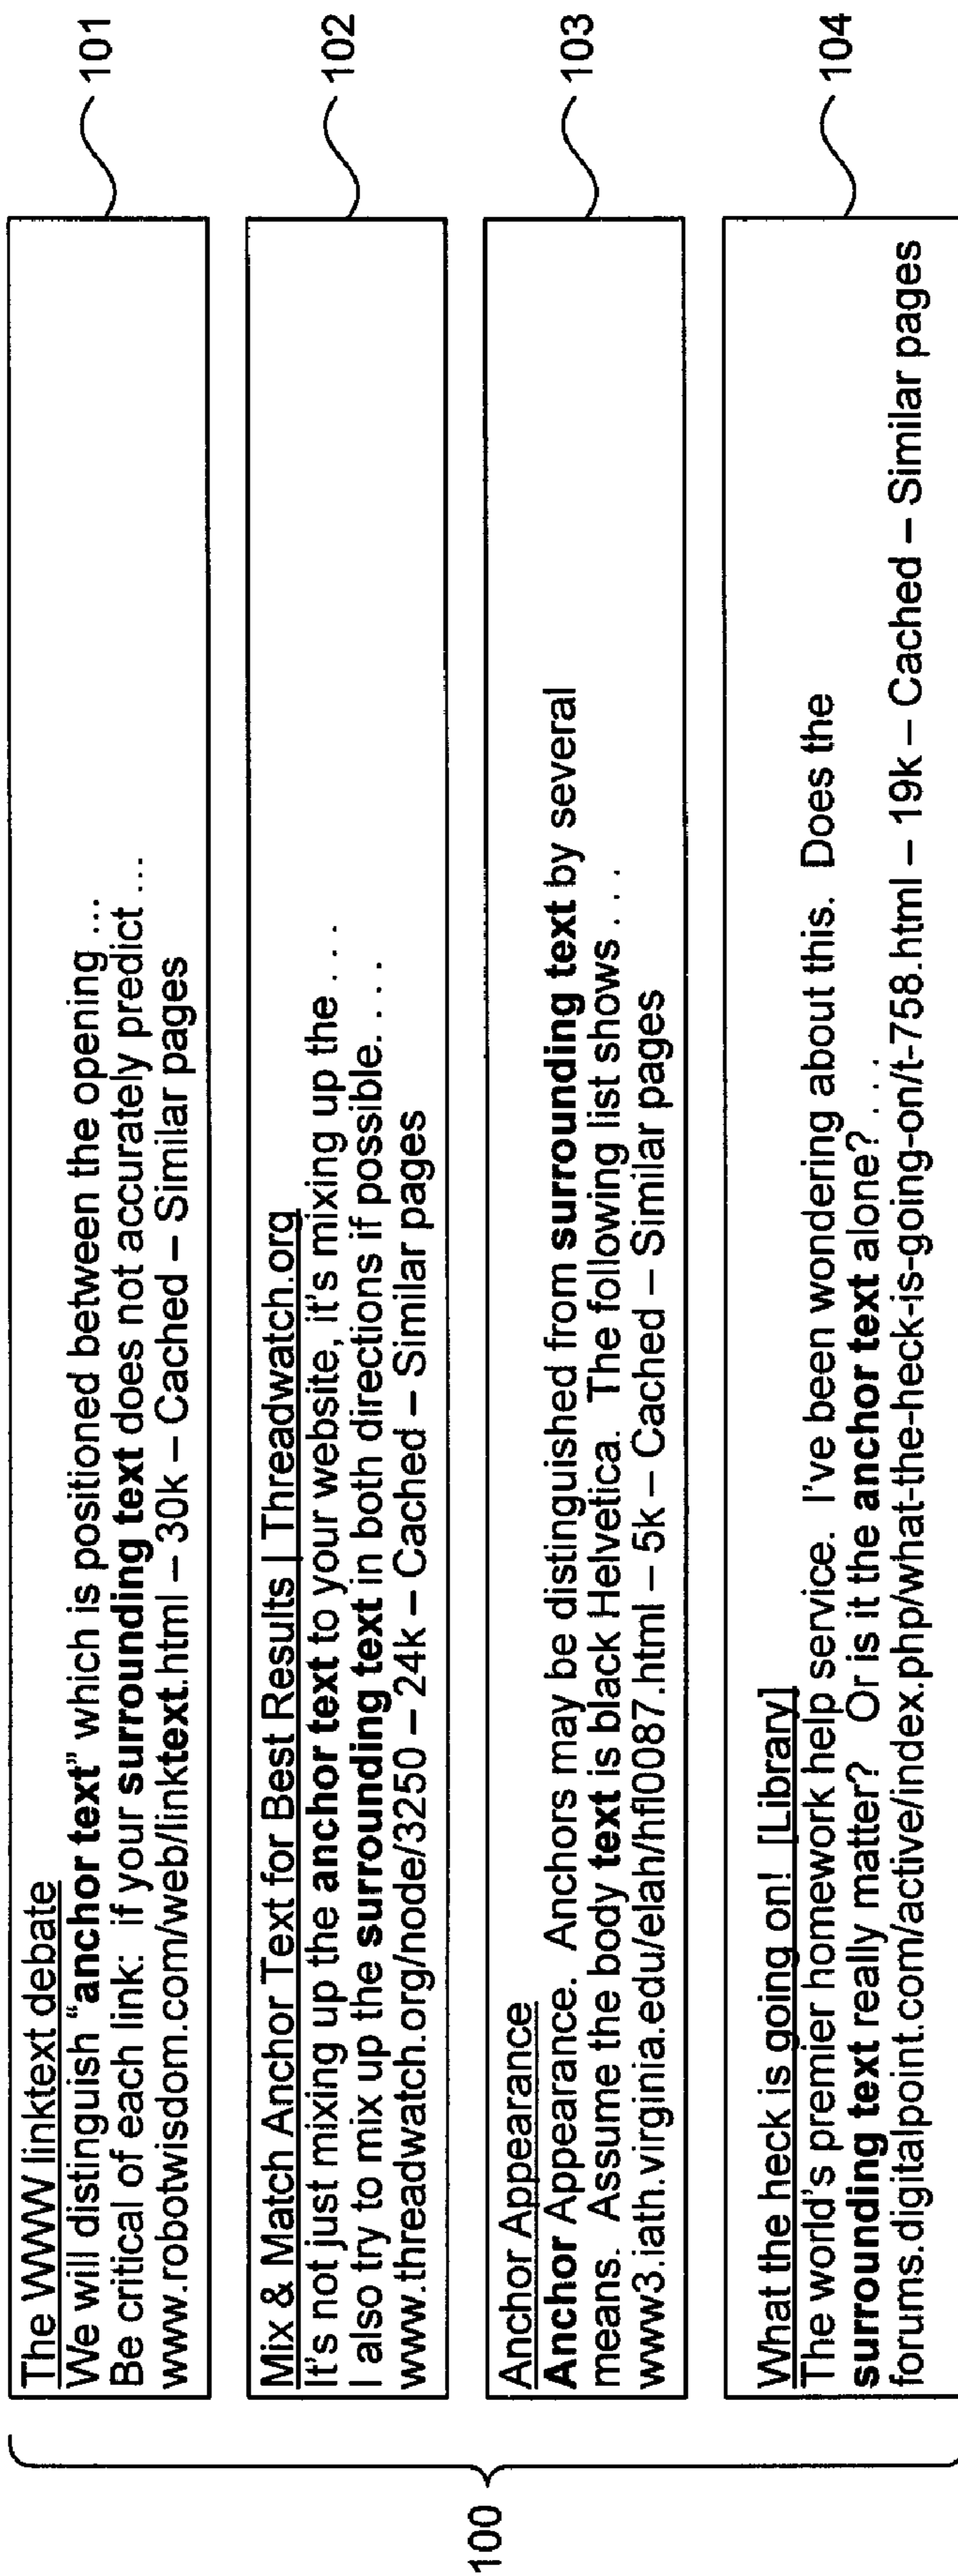 100
The WWW linktext debate
We will distinguish “anchor text” which is positioned between the opening ...
Be critical of each link: if your surrounding text does not accurately predict ...
www.robotwisdom.com/web/linktext.html – 30k – Cached – Similar pages
101
Mix & Match Anchor Text for Best Results | Threadwatch.org
It's not just mixing up the anchor text to your website, it's mixing up the . . .
I also try to mix up the surrounding text in both directions if possible. . . .
www.threadwatch.org/node/3250 – 24k – Cached – Similar pages
102
Anchor Appearance
Anchor Appearance. Anchors may be distinguished from surrounding text by several
means. Assume the body text is black Helvetica. The following list shows . . .
www3.iath.virginia.edu/elah/hfl0087.html – 5k – Cached – Similar pages
103
What the heck is going on! [Library]
The world's premier homework help service. I've been wondering about this. Does the
surrounding text really matter? Or is it the anchor text alone? . . .
forums.digitalpoint.com/active/index.php/what-the-heck-is-going-on/t-758.html – 19k – Cached – Similar pages
104